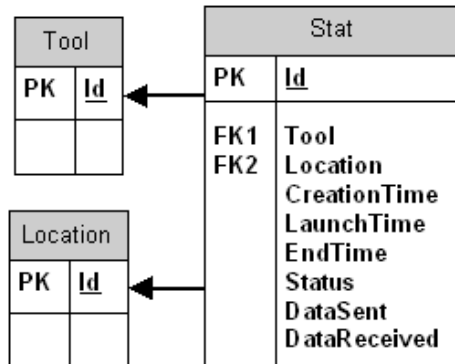 Tool
PK Id
Location
PK Id
Stat
PK Id
FK1 Tool
FK2 Location
CreationTime
LaunchTime
EndTime
Status
DataSent
DataReceived